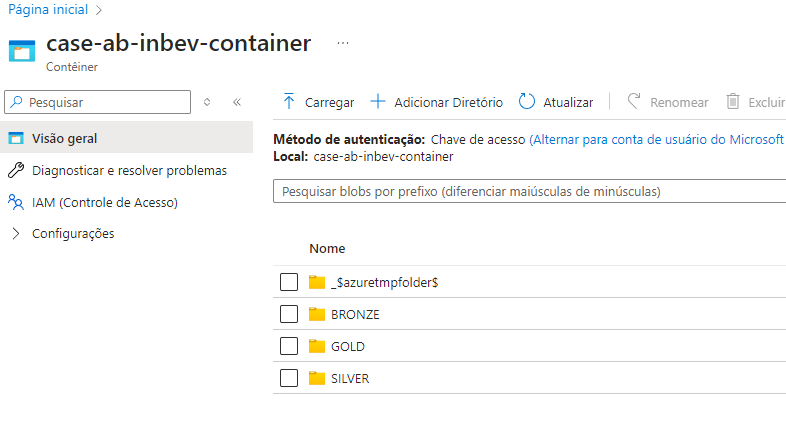 Página inicial
case-ab-inbev-container
Contêiner
Pesquisar
Visão geral
Diagnosticar e resolver problemas
IAM (Controle de Acesso)
Configurações
Carregar Adicionar Diretório Atualizar Renomear Excluir
Método de autenticação: Chave de acesso (Alternar para conta de usuário do Microsoft
Local: case-ab-inbev-container
Pesquisar blobs por prefixo (diferenciar maiúsculas de minúsculas)
Nome
_$azuretmpfolder$
BRONZE
GOLD
SILVER